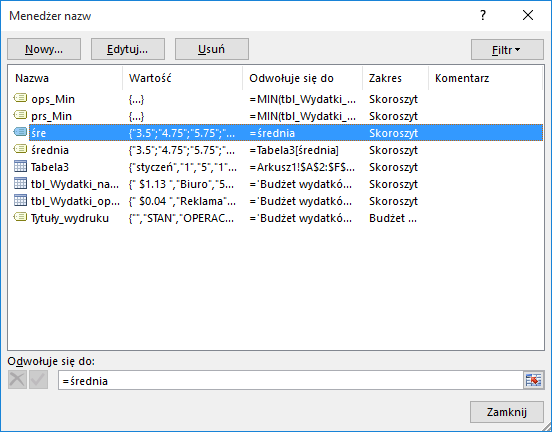 Menedżer nazw
Nowy... Edytuj... Usuń Filtr
Nazwa Wartość Odwołuje się do Zakres Komentarz
ops_Min {...} =MIN(tbl_Wydatki_... Skoroszyt
prs_Min {...} =MIN(tbl_Wydatki_... Skoroszyt
śre {"3.5";"4.75";"5.75";"... =średnia Skoroszyt
średnia {"3.5";"4.75";"5.75";"... =Tabela3[średnia] Skoroszyt
Tabela3 {"styczeń","1","5","1"... =Arkusz1!$A$2:$F$... Skoroszyt
tbl_Wydatki_na... {" $1.13 ","Biuro","5... ='Budżet wydatkó... Skoroszyt
tbl_Wydatki_op... {" $0.04 ","Reklama"... ='Budżet wydatkó... Skoroszyt
Tytuły_wydruku {"","STAN","OPERAC... ='Budżet wydatkó... Budżet ...
Odwołuje się do:
=średnia
Zamknij